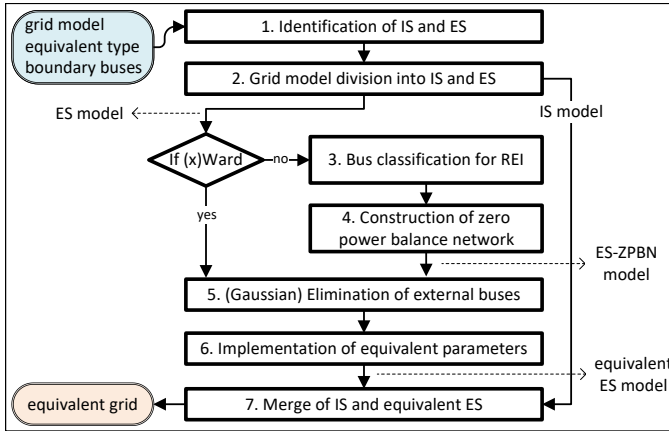 grid model
equivalent type
boundary buses
1. Identification of IS and ES
2. Grid model division into IS and ES
ES model
IS model
If (x)Ward
no
3. Bus classification for REI
yes
4. Construction of zero
power balance network
ES-ZPBN
model
5. (Gaussian) Elimination of external buses
6. Implementation of equivalent parameters
equivalent
ES model
equivalent grid
7. Merge of IS and equivalent ES